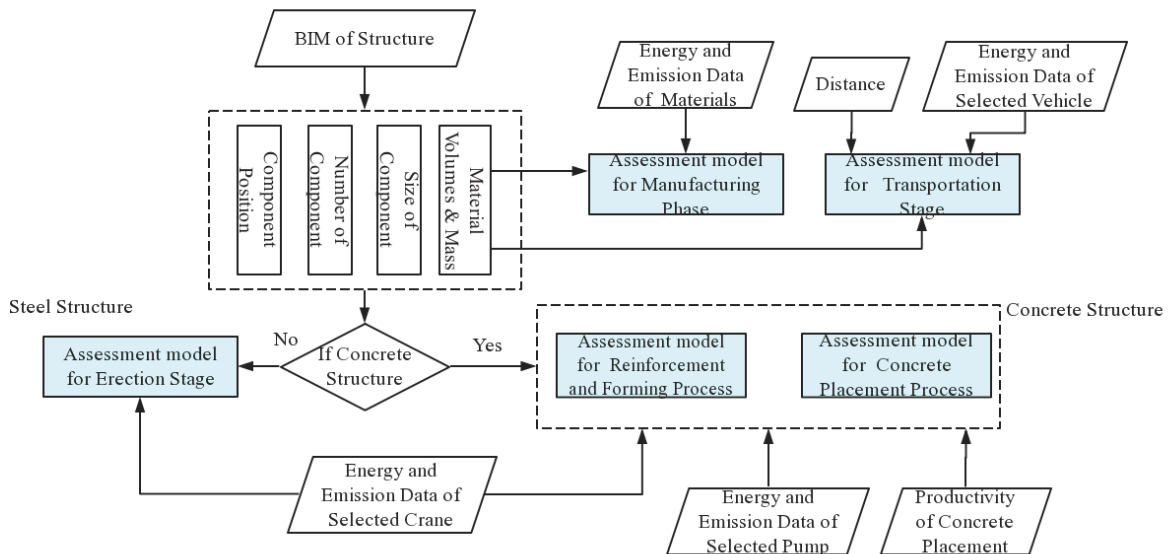 BIM of Structure
Energy and
Emission Data
of Materials
Distance
Energy and
Emission Data of
Selected Vehicle
Component
Position
Number of
Component
Size of
Component
Material
Volumes & Mass
Assessment model
for Manufacturing
Phase
Assessment model
for Transportation
Stage
Steel Structure
Concrete Structure
Assessment model
for Erection Stage
No
If Concrete
Structure
Yes
Assessment model
for Reinforcement
and Forming Process
Assessment model
for Concrete
Placement Process
Energy and
Emission Data of
Selected Crane
Energy and
Emission Data of
Selected Pump
Productivity
of Concrete
Placement